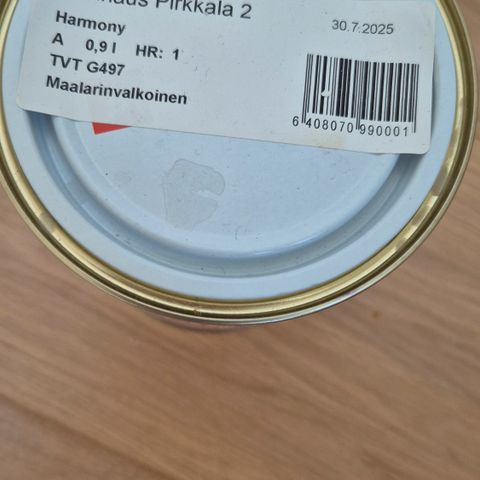 Pirkkala 2
30.7.2025
Harmony
A 0,9 l HR: 1
TVT G497
Maalarinvalkoinen
6 408070 990001